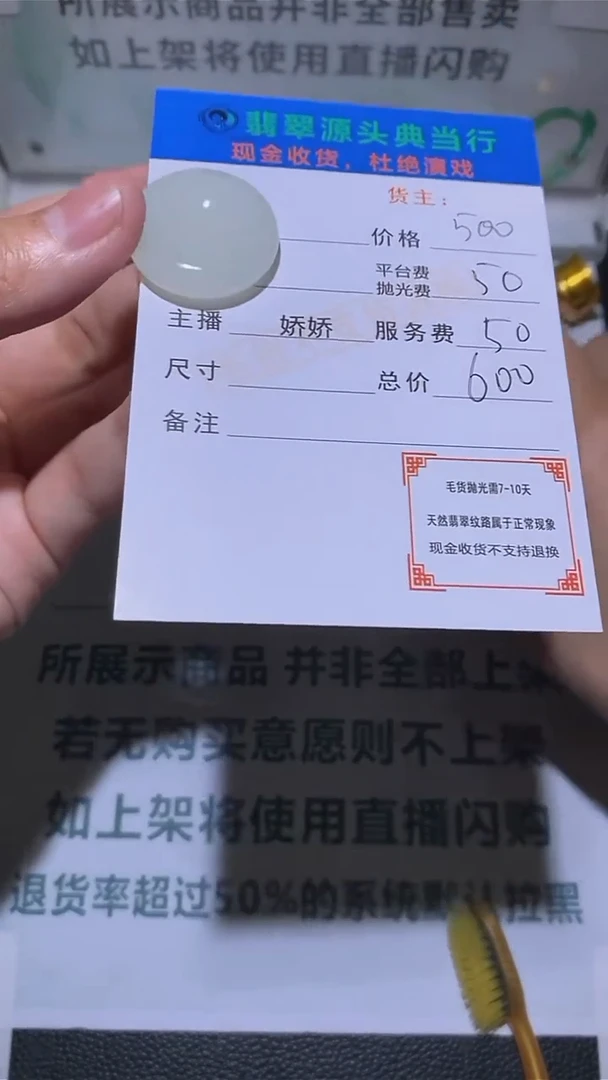 所展示商品并非全部售卖
如上架将使用直播闪购
翡翠源头典当行
现金收货，杜绝演戏
货主：
价格 500
平台费
抛光费 50
主播 娇娇 服务费 50
尺寸 总价 600
备注
毛货抛光需7-10天
天然翡翠纹路属于正常现象
现金收货不支持退换
所展示商品 并非全部上架
若无购买意愿则不上架
如上架将使用直播闪购
退货率超过50%的系统默认拉黑